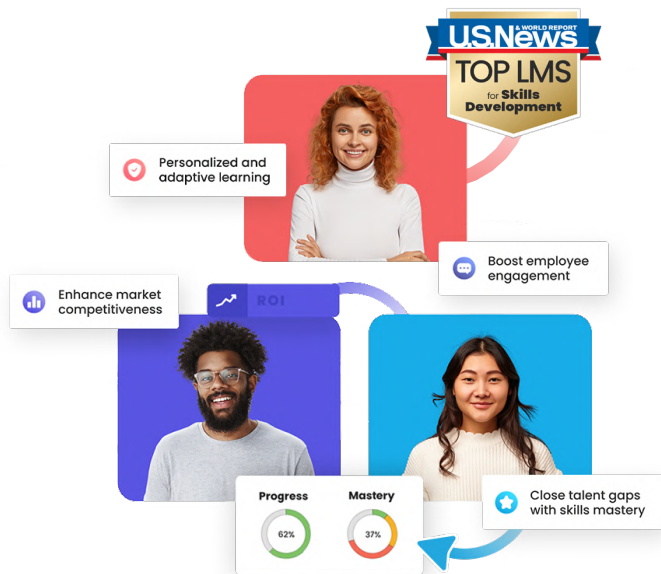 & WORLD REPORT
U.S.News
TOP LMS
for Skills
Development
Personalized and
adaptive learning
Boost employee
engagement
Enhance market
competitiveness
ROI
Progress
Mastery
62%
37%
Close talent gaps
with skills mastery